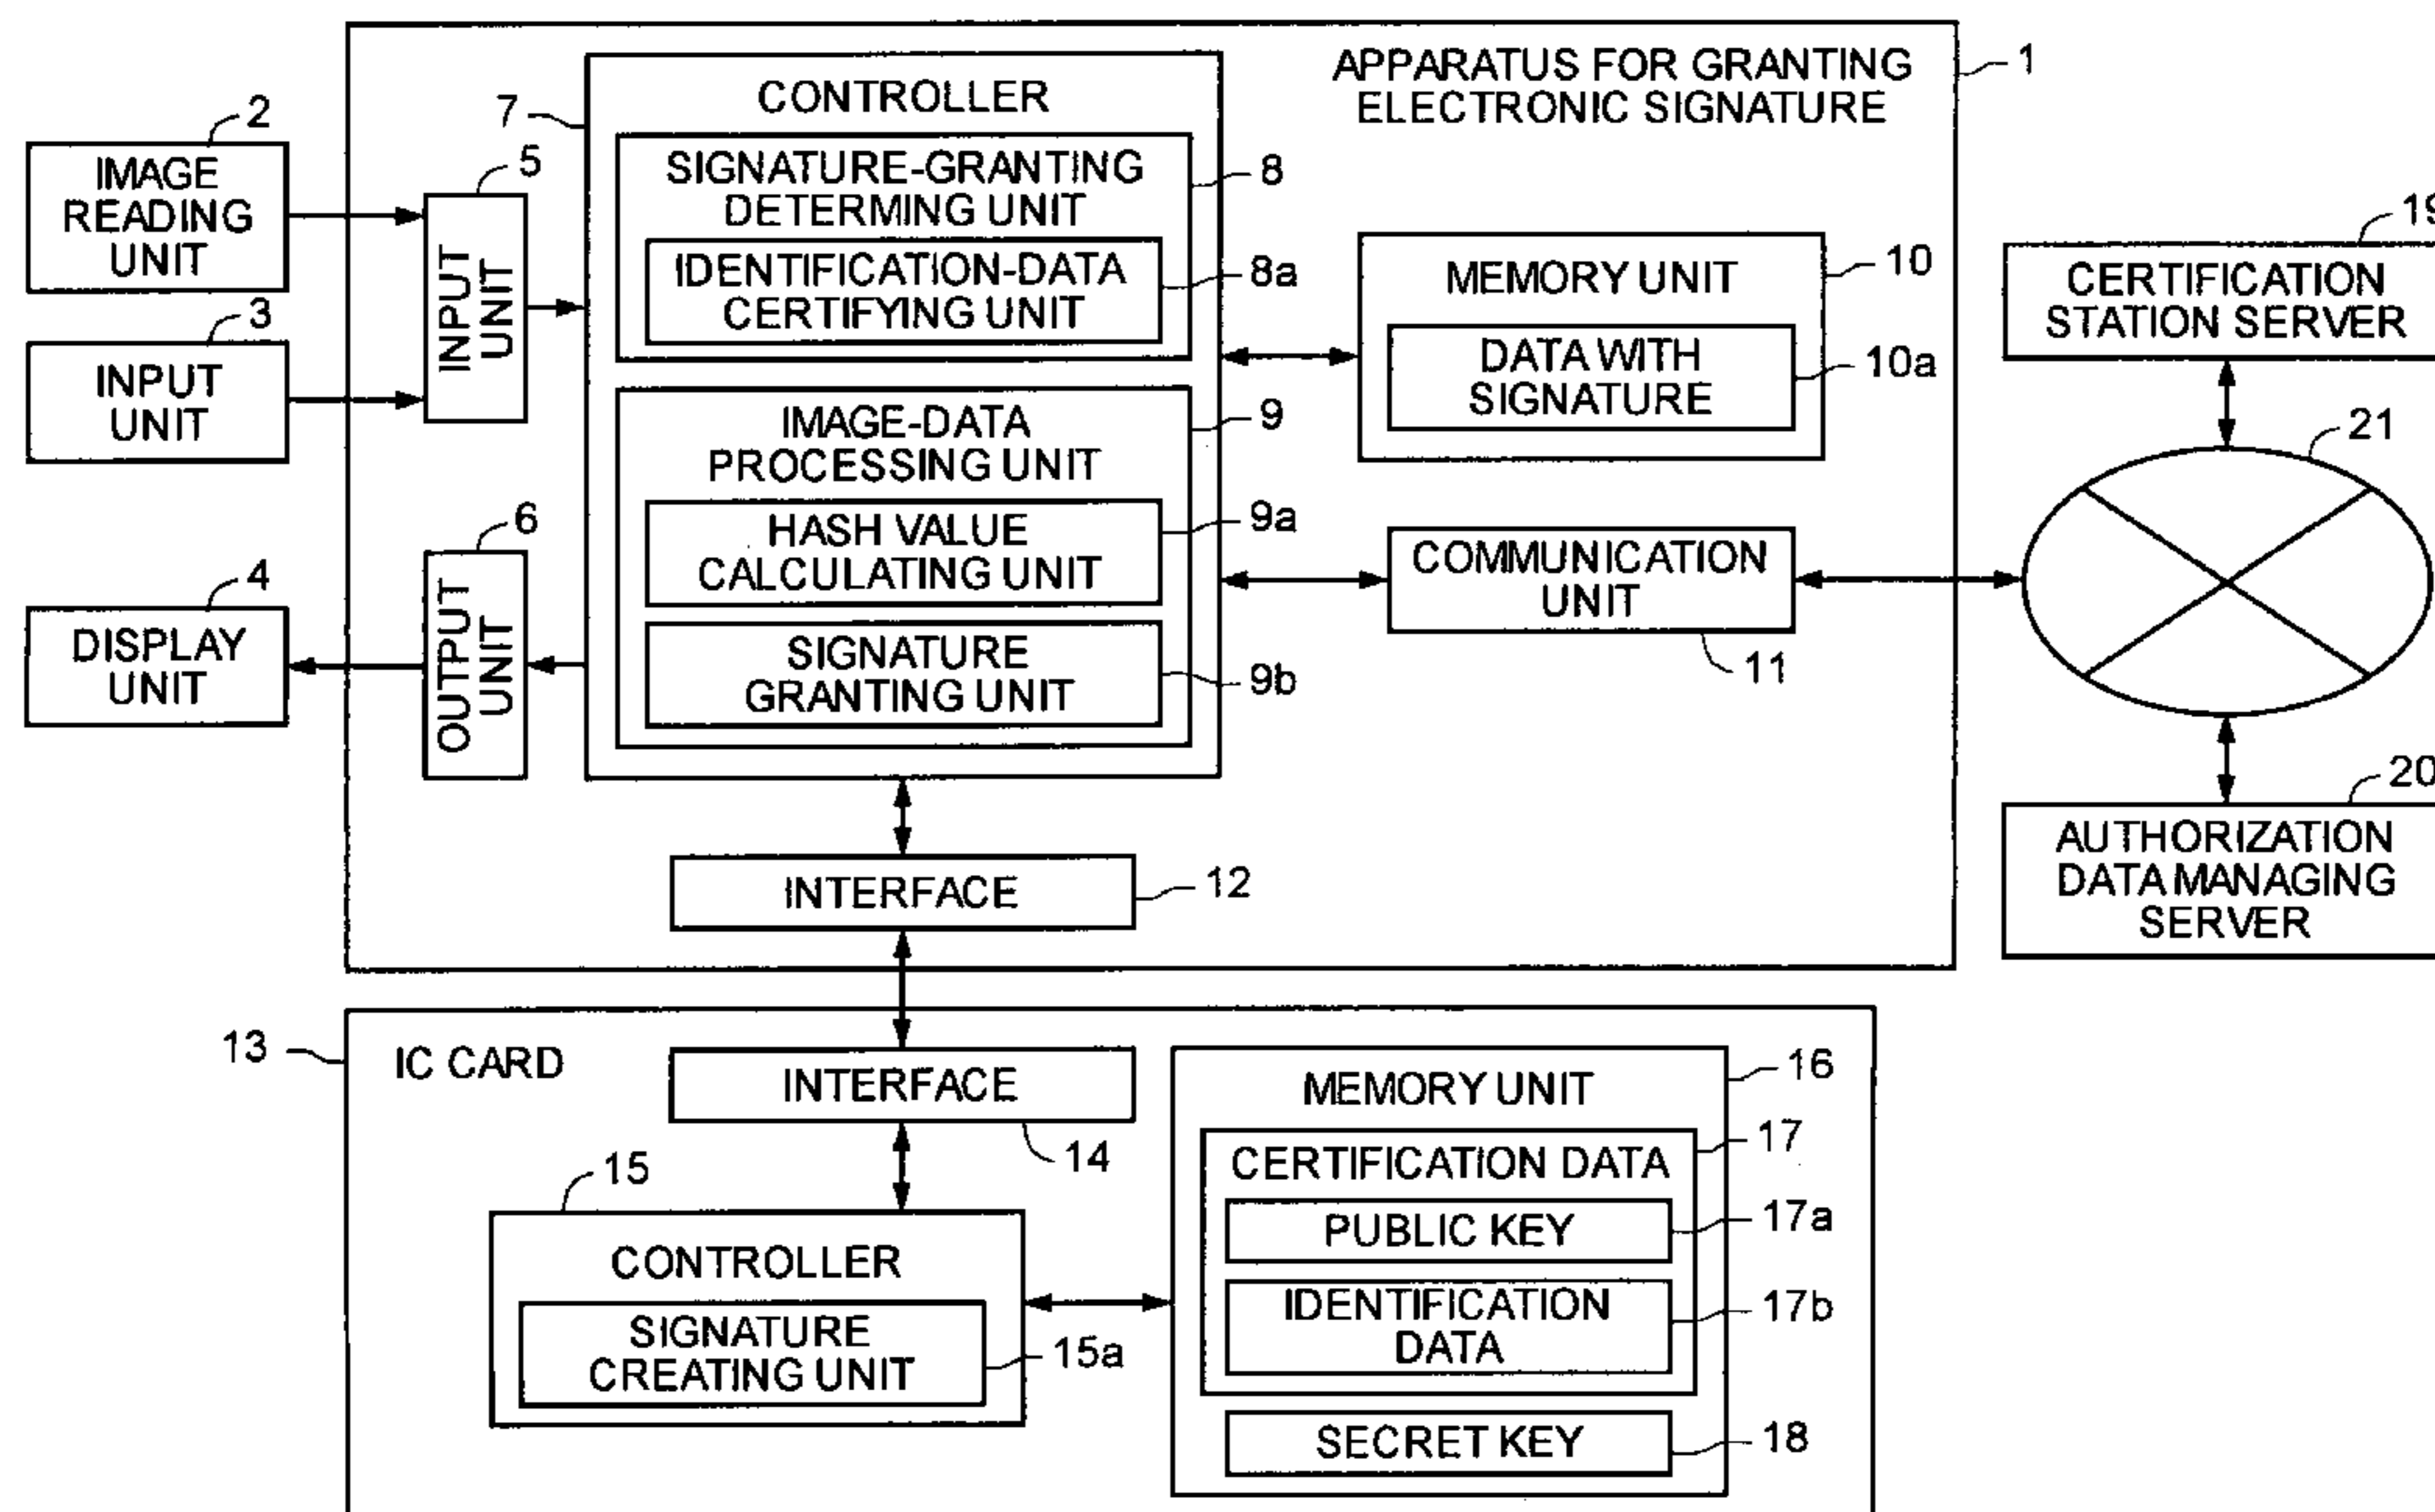 APPARATUS FOR GRANTING
ELECTRONIC SIGNATURE
1
2
IMAGE
READING
UNIT
3
INPUT
UNIT
4
DISPLAY
UNIT
5
INPUT
UNIT
6
OUTPUT
UNIT
7
CONTROLLER
SIGNATURE-GRANTING
DETERMING UNIT
8
IDENTIFICATION-DATA
CERTIFYING UNIT
8a
IMAGE-DATA
PROCESSING UNIT
9
HASH VALUE
CALCULATING UNIT
9a
SIGNATURE
GRANTING UNIT
9b
MEMORY UNIT
10
DATA WITH
SIGNATURE
10a
COMMUNICATION
UNIT
11
19
CERTIFICATION
STATION SERVER
21
20
AUTHORIZATION
DATA MANAGING
SERVER
INTERFACE
12
13
IC CARD
INTERFACE
14
15
CONTROLLER
SIGNATURE
CREATING UNIT
15a
MEMORY UNIT
16
CERTIFICATION DATA
17
PUBLIC KEY
17a
IDENTIFICATION
DATA
17b
SECRET KEY
18